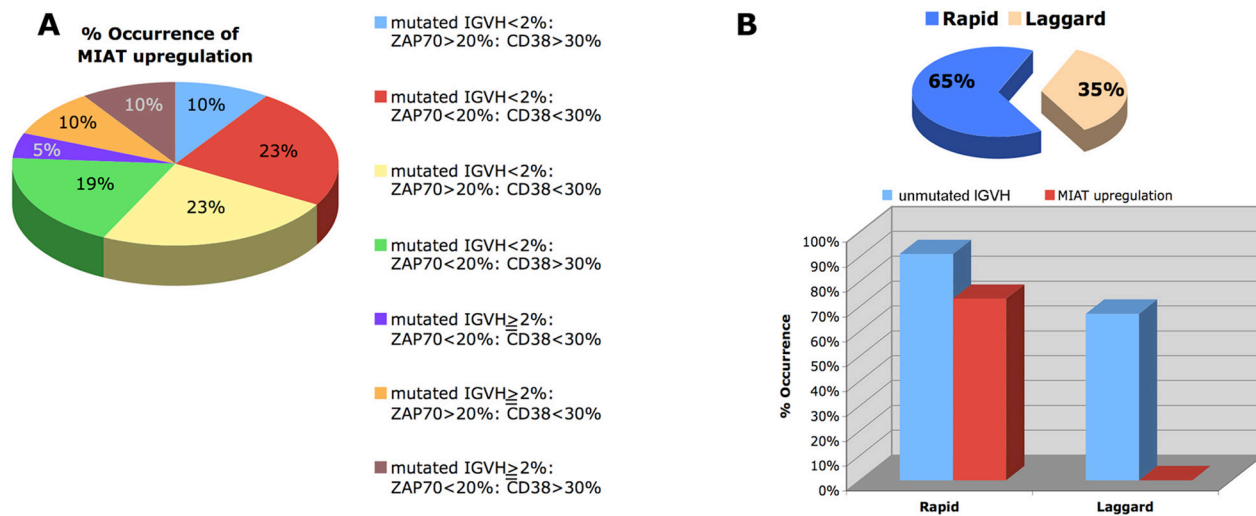 A
% Occurrence of
MIAT upregulation
10%
23%
23%
19%
5%
10%
10%
mutated IGVH<2%:
ZAP70>20%: CD38>30%
mutated IGVH<2%:
ZAP70<20%: CD38<30%
mutated IGVH<2%:
ZAP70>20%: CD38<30%
mutated IGVH<2%:
ZAP70<20%: CD38>30%
mutated IGVH≥2%:
ZAP70<20%: CD38<30%
mutated IGVH≥2%:
ZAP70>20%: CD38<30%
mutated IGVH≥2%:
ZAP70<20%: CD38>30%
B
Rapid Laggard
65%
35%
unmutated IGVH MIAT upregulation
% Occurrence
100%
90%
80%
70%
60%
50%
40%
30%
20%
10%
0%
Rapid Laggard